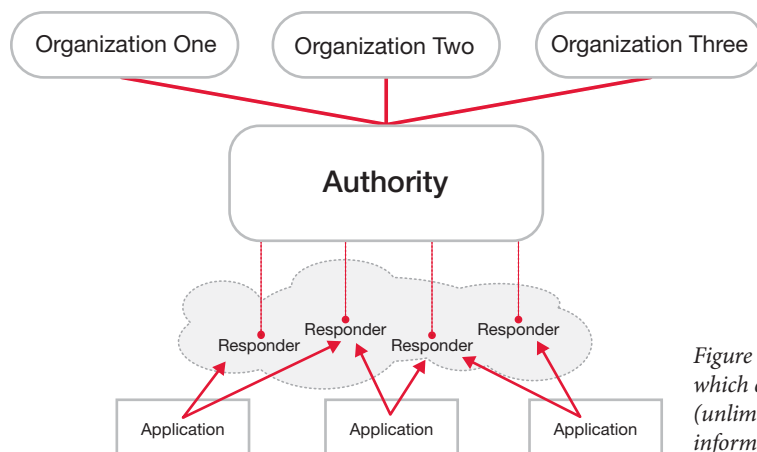 Organization One
Organization Two
Organization Three
Authority
Responder
Responder
Responder
Responder
Figure
which
(unlim
inform
Application
Application
Application